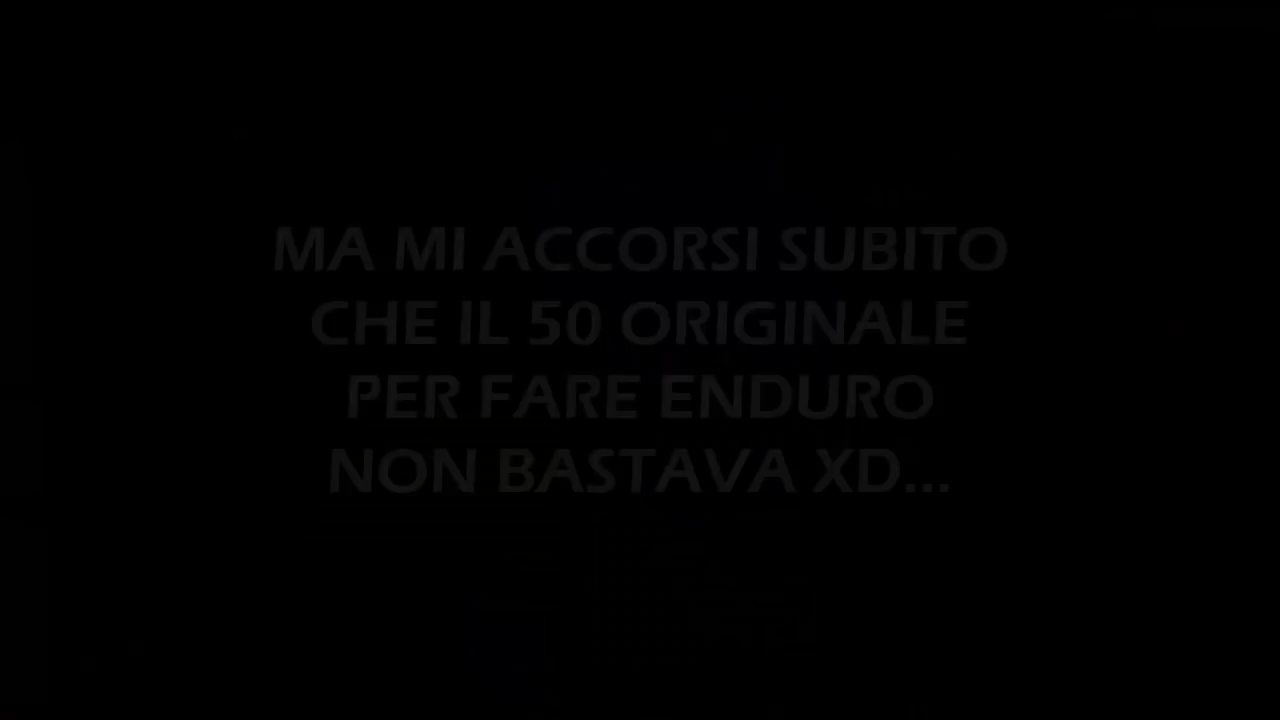 MA MI ACCORSI SUBITO
CHE IL 50 ORIGINALE
PER FARE ENDURO
NON BASTAVA XD...